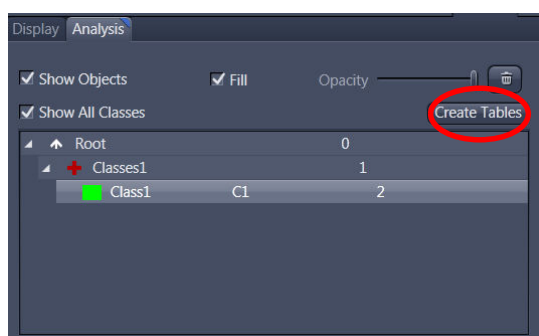 Display Analysis
Show Objects Fill Opacity
Show All Classes Create Tables
Root 0
Classes1 1
Class1 C1 2